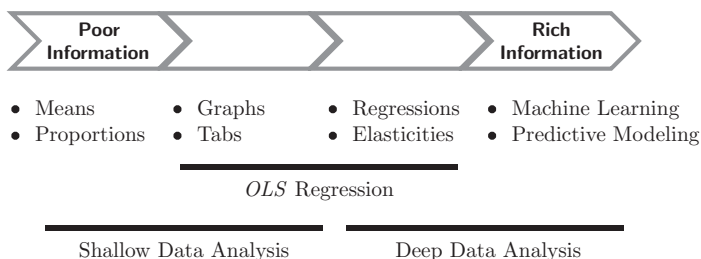 Poor
Information
Rich
Information
• Means
• Proportions
• Graphs
• Tabs
• Regressions
• Elasticities
• Machine Learning
• Predictive Modeling
OLS Regression
Shallow Data Analysis
Deep Data Analysis